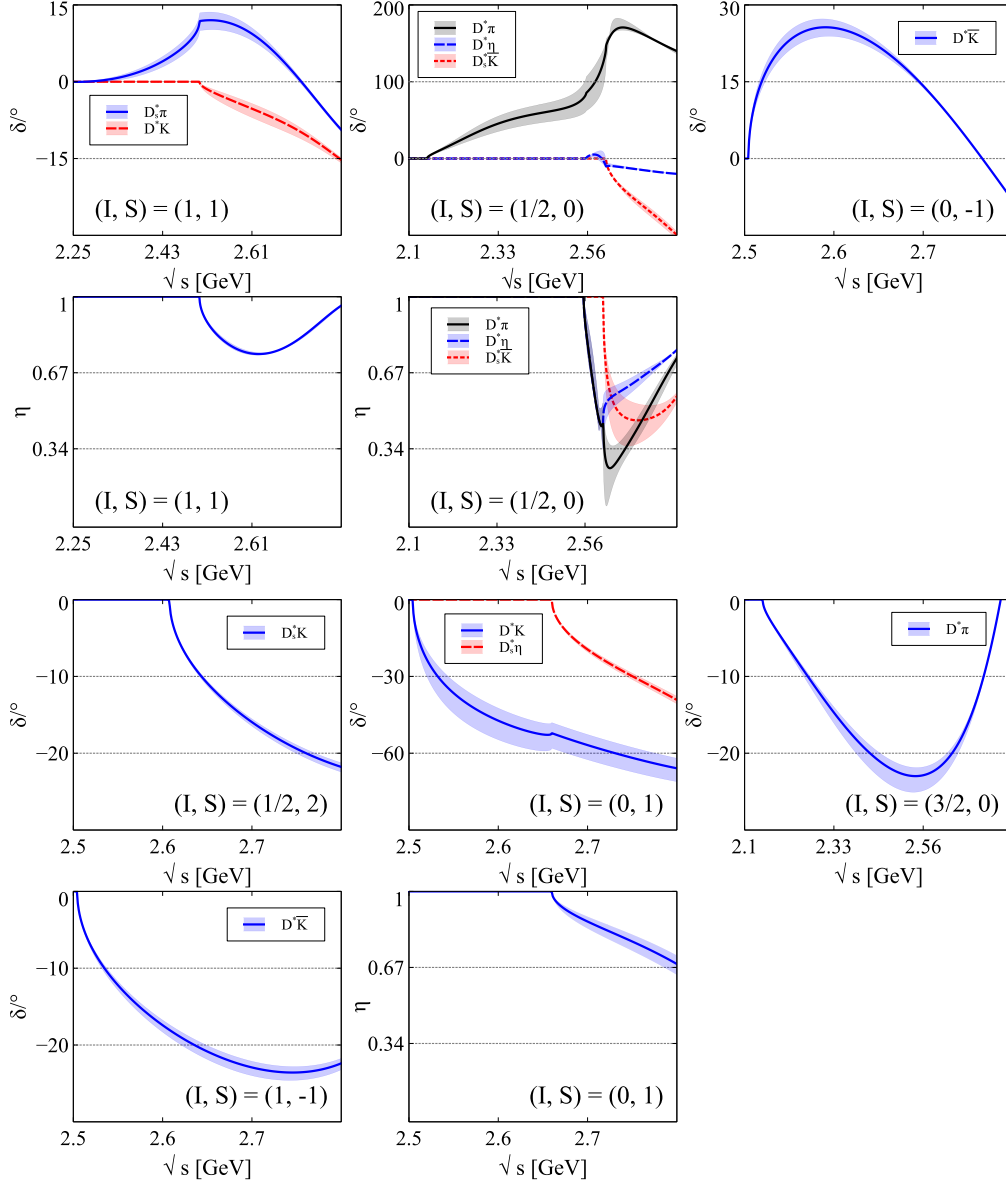 15
0
−15
δ/°
D*sπ
D*K
(I, S) = (1, 1)
2.25 2.43 2.61
√ s [GeV]
200
100
0
δ/°
D*π
D*η
D*sK̅
(I, S) = (1/2, 0)
2.1 2.33 2.56
√ s [GeV]
30
15
0
δ/°
D*K̅
(I, S) = (0, -1)
2.5 2.6 2.7
√ s [GeV]
1
0.67
0.34
η
(I, S) = (1, 1)
2.25 2.43 2.61
√ s [GeV]
1
0.67
0.34
η
D*π
D*η
D*sK̅
(I, S) = (1/2, 0)
2.1 2.33 2.56
√ s [GeV]
0
−10
−20
δ/°
D*sK
(I, S) = (1/2, 2)
2.5 2.6 2.7
√ s [GeV]
0
−30
−60
δ/°
D*K
D*sη
(I, S) = (0, 1)
2.5 2.6 2.7
√ s [GeV]
0
−10
−20
δ/°
D*π
(I, S) = (3/2, 0)
2.1 2.33 2.56
√ s [GeV]
0
−10
−20
δ/°
D*K̅
(I, S) = (1, -1)
2.5 2.6 2.7
√ s [GeV]
1
0.67
0.34
η
(I, S) = (0, 1)
2.5 2.6 2.7
√ s [GeV]